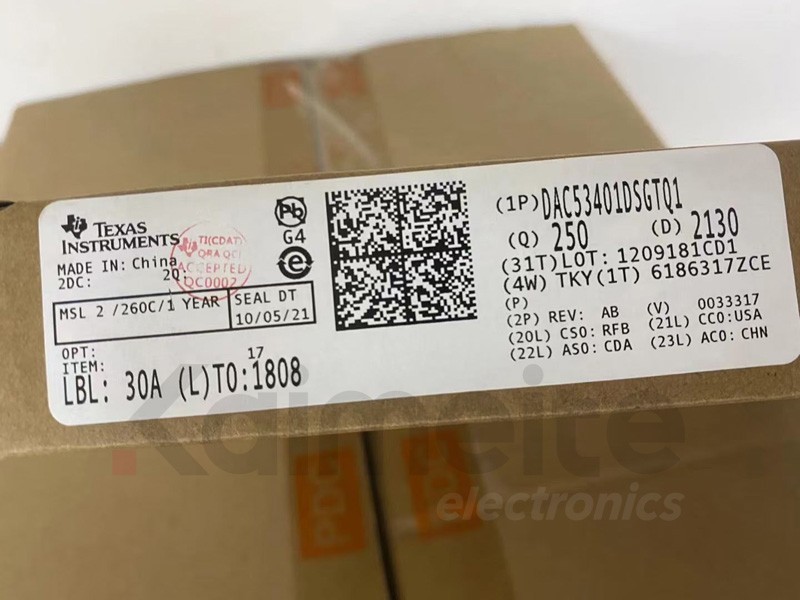 TEXAS
INSTRUMENTS
MADE IN: China
2DC: 2Q:
TI(CDAT)
QRA QC
ACCEPTED
QC0002
Pb
G4
e
MSL 2 /260C/1 YEAR
SEAL DT
10/05/21
OPT:
ITEM: 17
LBL: 30A (L)TO:1808
(1P) DAC53401DSGTQ1
(Q) 250 (D) 2130
(31T) LOT: 1209181CD1
(4W) TKY(1T) 6186317ZCE
(P)
(2P) REV: AB (V) 0033317
(20L) CSO: RFB (21L) CCO:USA
(22L) ASO: CDA (23L) ACO: CHN
Kaimeite
electronics
PDC